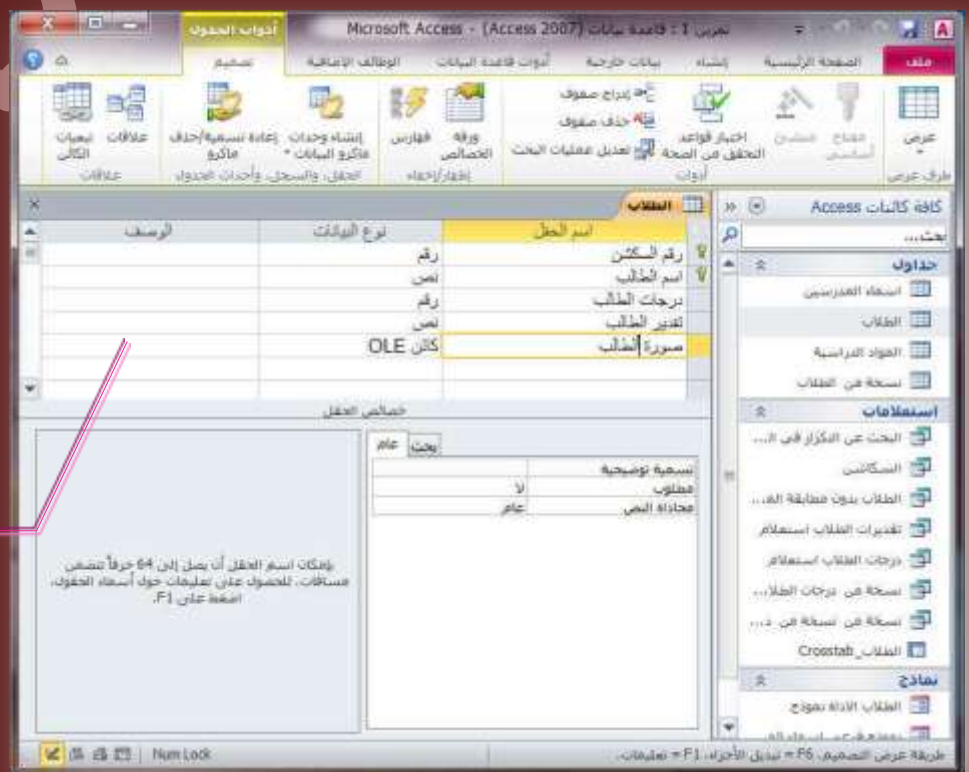 تمرين 1 : قاعدة بيانات (Access 2007) - Microsoft Access
أدوات الجدول
ملف
الصفحة الرئيسية
إنشاء
بيانات خارجية
أدوات قاعدة البيانات
الوظائف الإضافية
تصميم
عرض
مفتاح أساسي
منشئ
اختبار قواعد التحقق من الصحة
إدراج صفوف
حذف صفوف
تعديل عمليات البحث
ورقة الخصائص
فهارس
إنشاء وحدات ماكرو البيانات
إعادة تسمية/حذف ماكرو
علاقات
تبعيات الكائن
طرق عرض
أدوات
إظهار/إخفاء
الحقل، والسجل، وأحداث الجدول
علاقات
كافة كائنات Access
بحث...
جداول
اسماء المدرسين
الطلاب
المواد الدراسية
نسخة من الطلاب
استعلامات
البحث عن التكرار في ال...
السكاشن
الطلاب بدون مطابقة الم...
تقديرات الطلاب استعلام
درجات الطلاب استعلام
نسخة من درجات الطلا...
نسخة من نسخة من د...
الطلاب_Crosstab
نماذج
الطلاب الاداة نموذج
الطلاب
اسم الحقل
نوع البيانات
الوصف
رقم السكشن
رقم
اسم الطالب
نص
درجات الطالب
رقم
تقدير الطالب
نص
صورة الطالب
كائن OLE
خصائص الحقل
عام
بحث
تسمية توضيحية
مطلوب
لا
محاذاة النص
عام
بإمكان اسم الحقل أن يصل إلى 64 حرفاً تتضمن
مسافات. للحصول على تعليمات حول أسماء الحقول،
اضغط على F1.
طريقة عرض التصميم. F6 = تبديل الأجزاء. F1 = تعليمات.
Num Lock